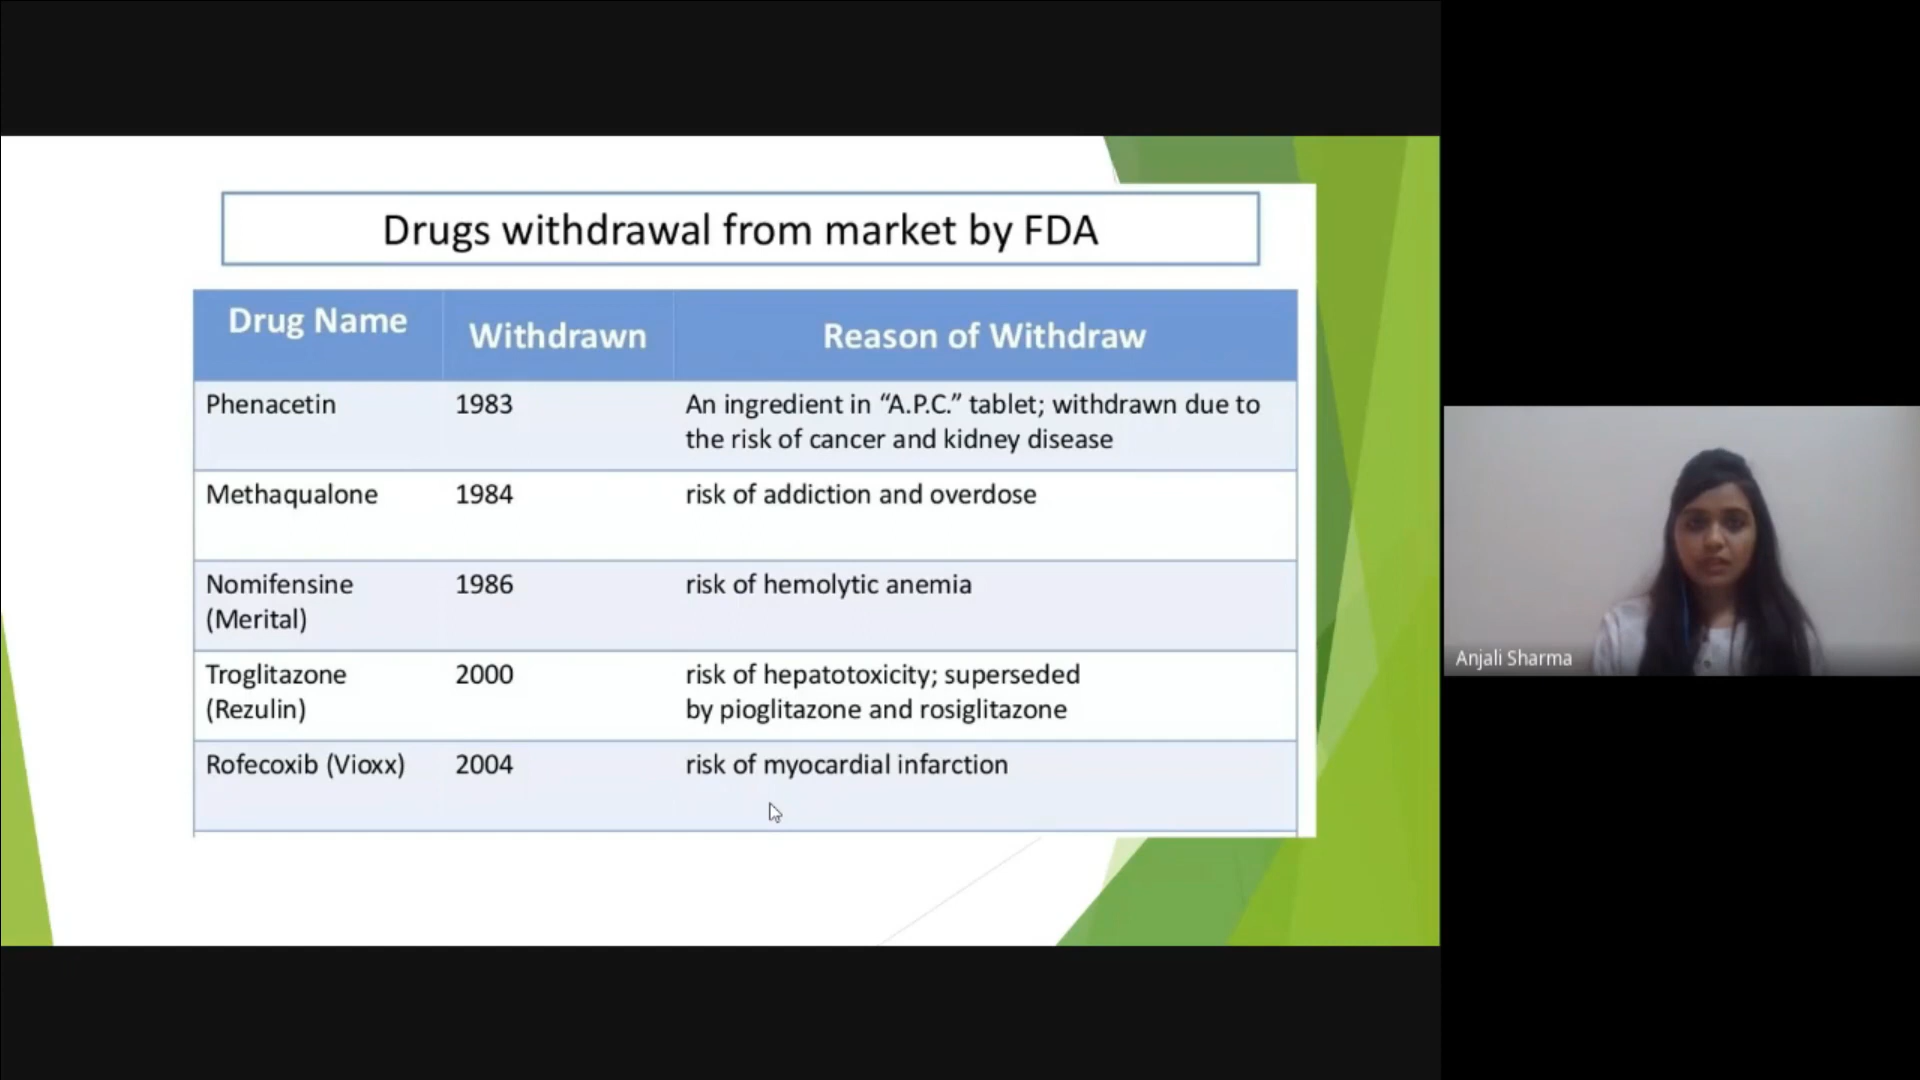 Drugs withdrawal from market by FDA
Drug Name
Withdrawn
Reason of Withdraw
Phenacetin
1983
An ingredient in “A.P.C.” tablet; withdrawn due to
the risk of cancer and kidney disease
Methaqualone
1984
risk of addiction and overdose
Nomifensine
(Merital)
1986
risk of hemolytic anemia
Troglitazone
(Rezulin)
2000
risk of hepatotoxicity; superseded
by pioglitazone and rosiglitazone
Rofecoxib (Vioxx)
2004
risk of myocardial infarction
Anjali Sharma